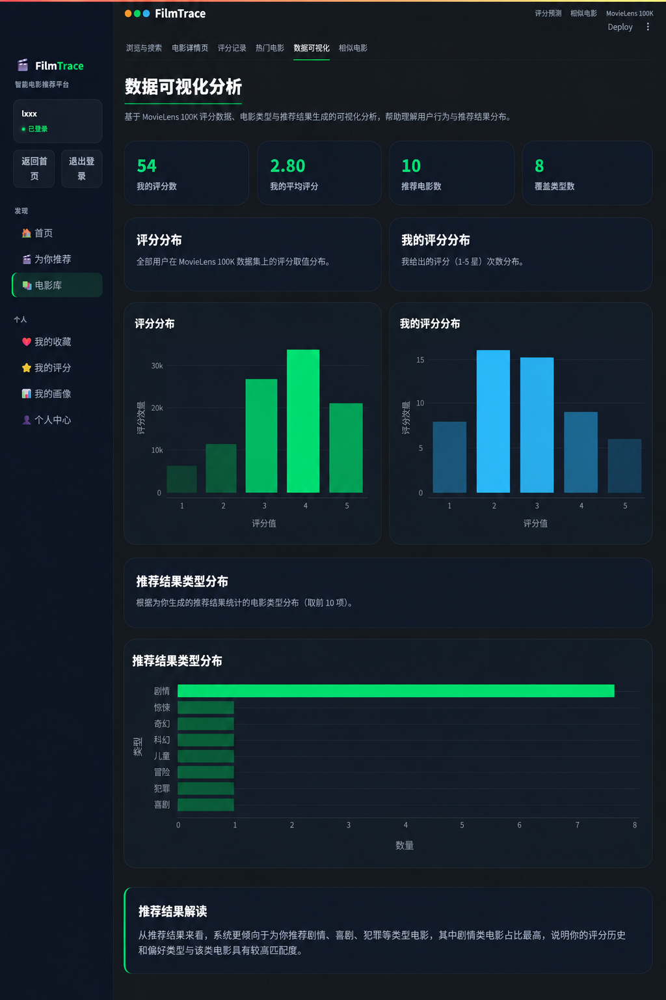 FilmTrace
评分预测 相似电影 MovieLens 100K
Deploy
FilmTrace
智能电影推荐平台
lxxx
已登录
返回首页
退出登录
发现
首页
为你推荐
电影库
个人
我的收藏
我的评分
我的画像
个人中心
浏览与搜索 电影详情页 评分记录 热门电影 数据可视化 相似电影
数据可视化分析
基于 MovieLens 100K 评分数据、电影类型与推荐结果生成的可视化分析，帮助理解用户行为与推荐结果分布。
54
我的评分数
2.80
我的平均评分
10
推荐电影数
8
覆盖类型数
评分分布
全部用户在 MovieLens 100K 数据集上的评分取值分布。
我的评分分布
我给出的评分（1-5 星）次数分布。
评分分布
30k
20k
10k
0
1 2 3 4 5
评分值
我的评分分布
15
10
5
0
1 2 3 4 5
评分值
推荐结果类型分布
根据为你生成的推荐结果统计的电影类型分布（取前 10 项）。
推荐结果类型分布
类型
剧情
惊悚
奇幻
科幻
儿童
冒险
犯罪
喜剧
0 1 2 3 4 5 6 7 8
数量
推荐结果解读
从推荐结果来看，系统更倾向于为你推荐剧情、喜剧、犯罪等类型电影，其中剧情类电影占比最高，说明你的评分历史
和偏好类型与该类电影具有较高匹配度。